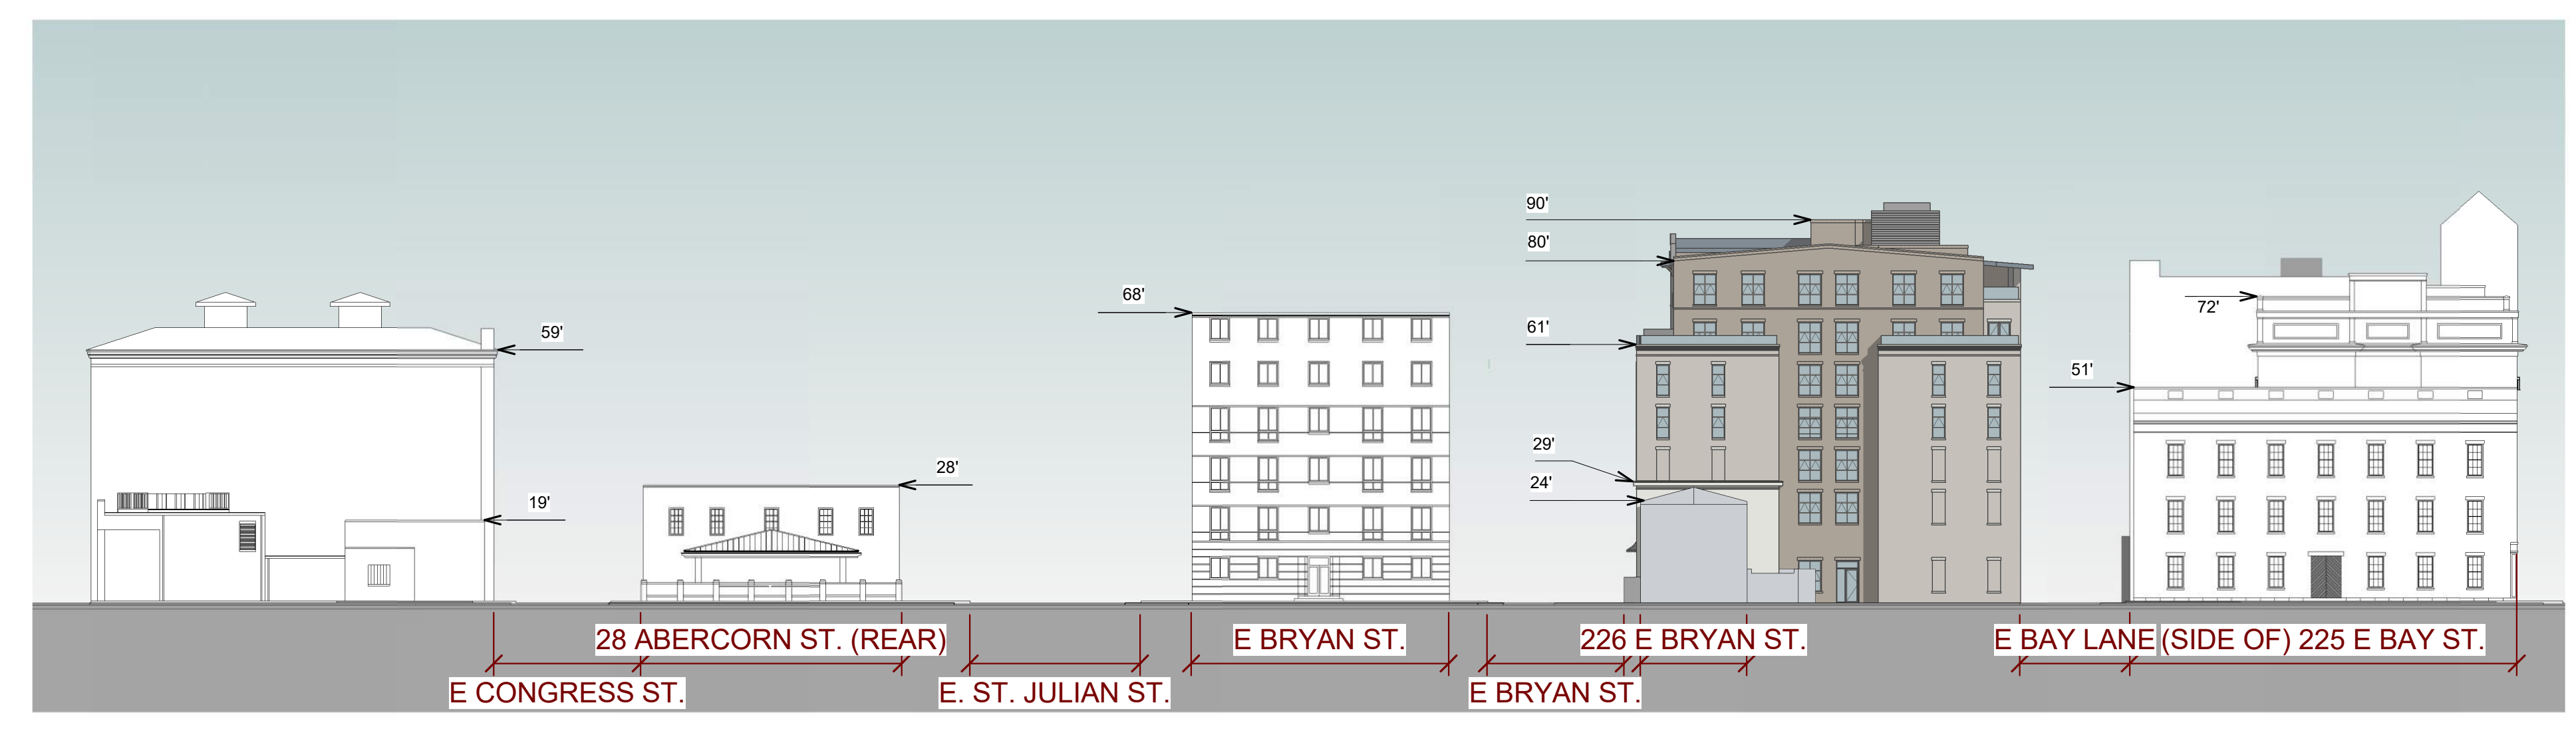 90'
80'
68'
61'
59'
72'
51'
29'
28'
24'
19'
28 ABERCORN ST. (REAR)
E BRYAN ST.
226 E BRYAN ST.
E BAY LANE
(SIDE OF) 225 E BAY ST.
E CONGRESS ST.
E. ST. JULIAN ST.
E BRYAN ST.